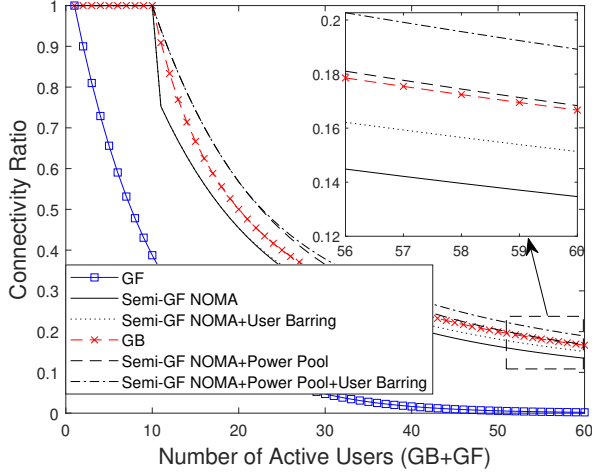 1
0.9
0.8
0.7
0.6
0.5
0.4
0.3
0.2
0.1
0
Connectivity Ratio
0.2
0.18
0.16
0.14
0.12
56 57 58 59 60
GF
Semi-GF NOMA
Semi-GF NOMA+User Barring
GB
Semi-GF NOMA+Power Pool
Semi-GF NOMA+Power Pool+User Barring
0 10 20 30 40 50 60
Number of Active Users (GB+GF)